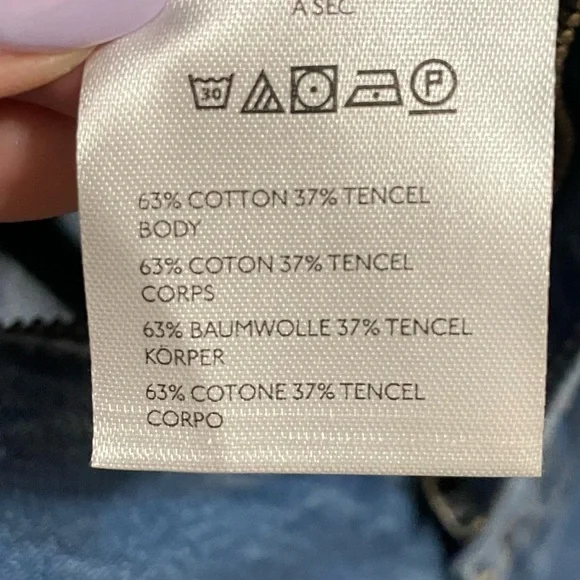 A SEC
30 P
63% COTTON 37% TENCEL
BODY
63% COTON 37% TENCEL
CORPS
63% BAUMWOLLE 37% TENCEL
KÖRPER
63% COTONE 37% TENCEL
CORPO